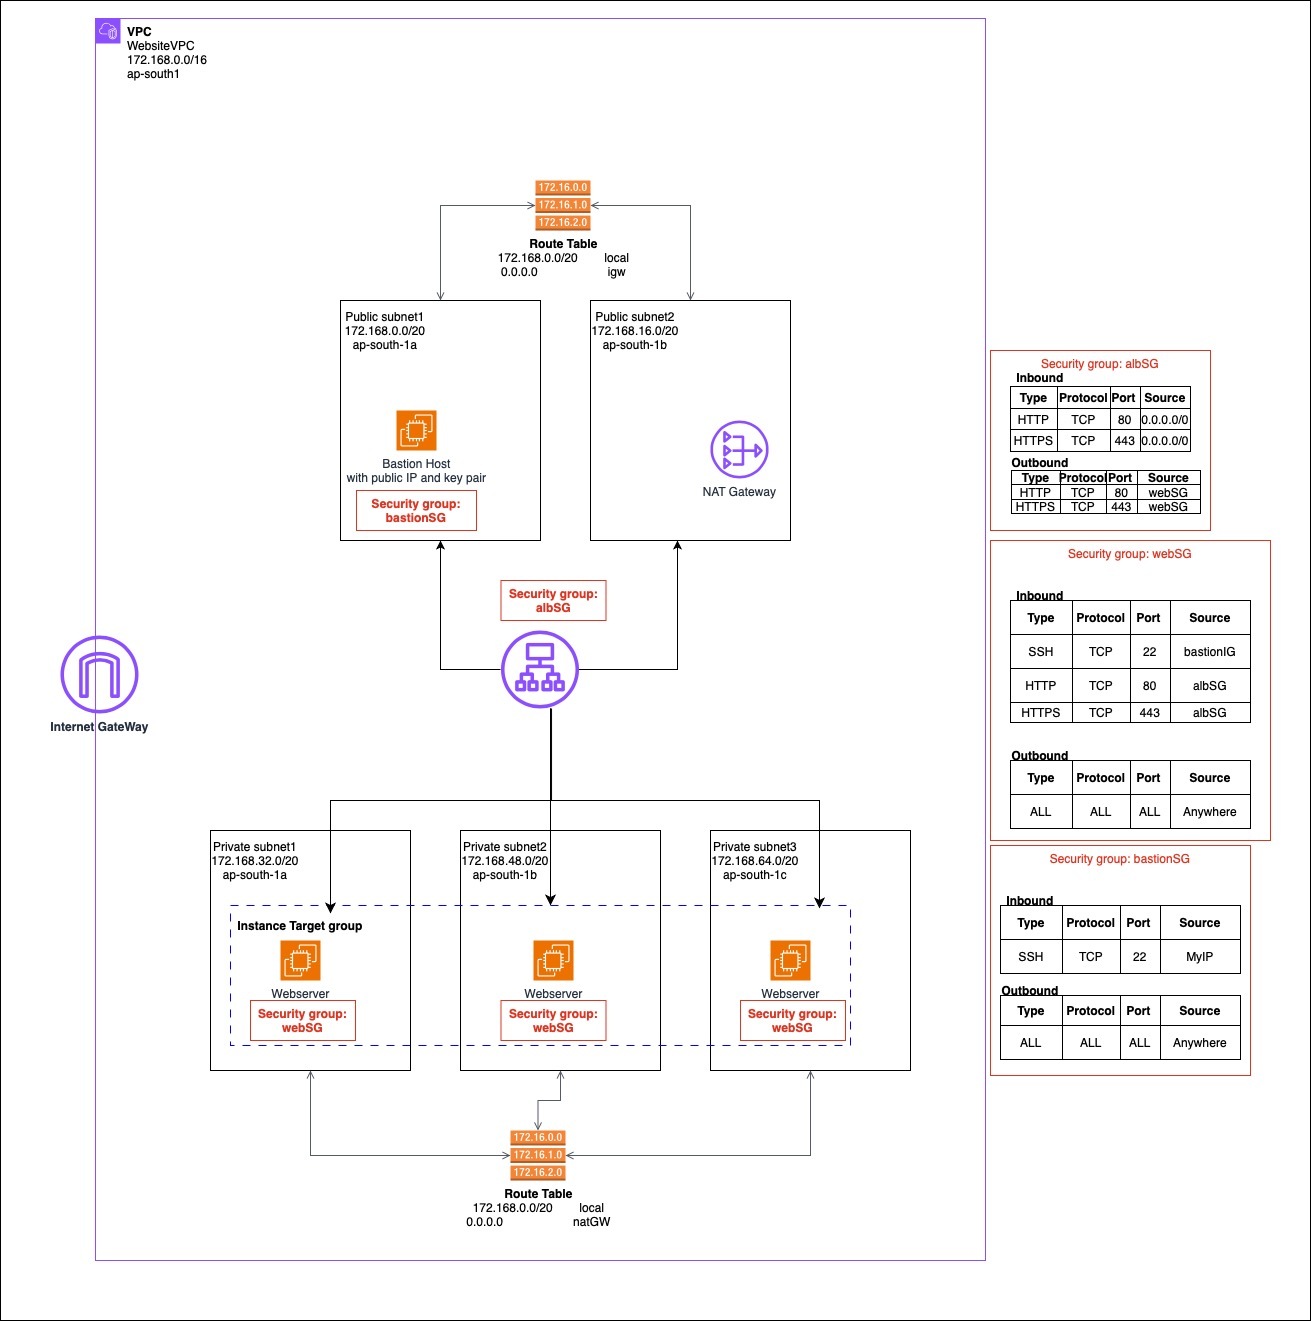 VPC
WebsiteVPC
172.168.0.0/16
ap-south1
172.16.0.0
172.16.1.0
172.16.2.0
Route Table
172.168.0.0/20 local
0.0.0.0 igw
Public subnet1
172.168.0.0/20
ap-south-1a
Bastion Host
with public IP and key pair
Security group:
bastionSG
Public subnet2
172.168.16.0/20
ap-south-1b
NAT Gateway
Security group:
albSG
Internet GateWay
Private subnet1
172.168.32.0/20
ap-south-1a
Private subnet2
172.168.48.0/20
ap-south-1b
Private subnet3
172.168.64.0/20
ap-south-1c
Instance Target group
Webserver
Security group:
webSG
Webserver
Security group:
webSG
Webserver
Security group:
webSG
172.16.0.0
172.16.1.0
172.16.2.0
Route Table
172.168.0.0/20 local
0.0.0.0 natGW
Security group: albSG
Inbound
Type Protocol Port Source
HTTP TCP 80 0.0.0.0/0
HTTPS TCP 443 0.0.0.0/0
Outbound
Type Protocol Port Source
HTTP TCP 80 webSG
HTTPS TCP 443 webSG
Security group: webSG
Inbound
Type Protocol Port Source
SSH TCP 22 bastionIG
HTTP TCP 80 albSG
HTTPS TCP 443 albSG
Outbound
Type Protocol Port Source
ALL ALL ALL Anywhere
Security group: bastionSG
Inbound
Type Protocol Port Source
SSH TCP 22 MyIP
Outbound
Type Protocol Port Source
ALL ALL ALL Anywhere